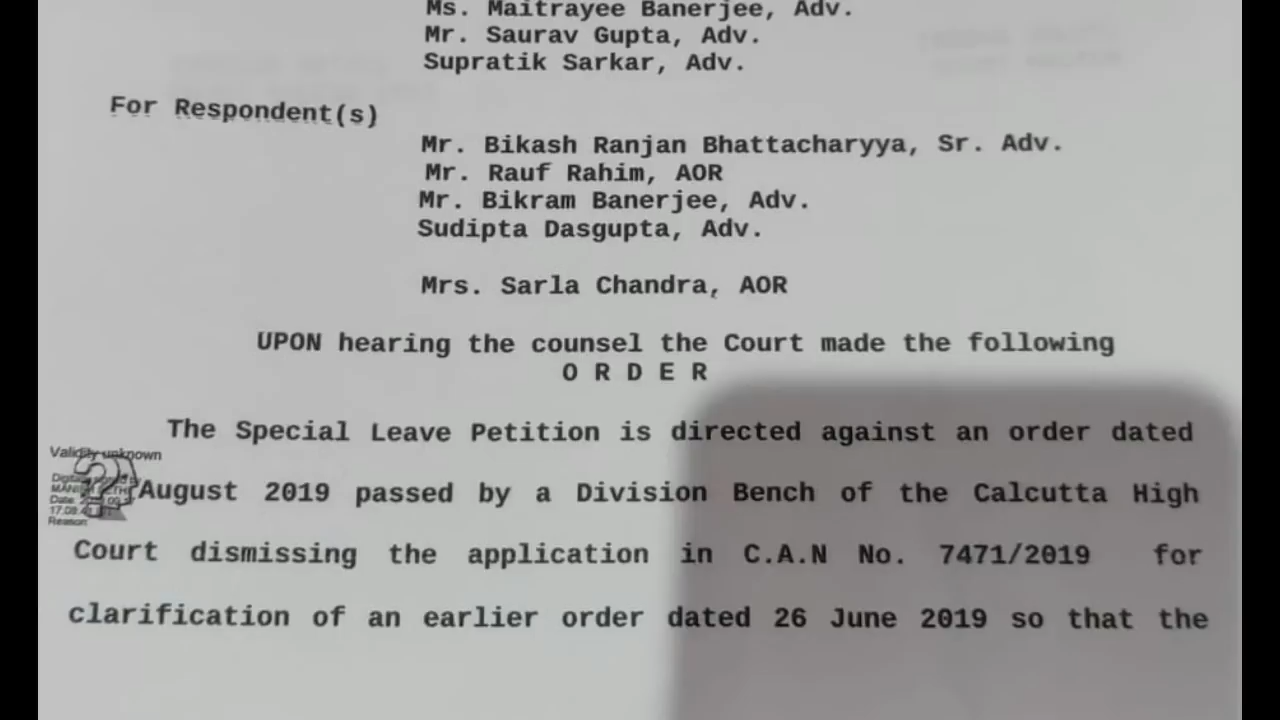 Ms. Maitrayee Banerjee, Adv.
Mr. Saurav Gupta, Adv.
Supratik Sarkar, Adv.
For Respondent(s)
Mr. Bikash Ranjan Bhattacharyya, Sr. Adv.
Mr. Rauf Rahim, AOR
Mr. Bikram Banerjee, Adv.
Sudipta Dasgupta, Adv.
Mrs. Sarla Chandra, AOR
UPON hearing the counsel the Court made the following
O R D E R
The Special Leave Petition is directed against an order dated
Validity unknown
August 2019 passed by a Division Bench of the Calcutta High
Reason
Court dismissing the application in C.A.N No. 7471/2019 for
clarification of an earlier order dated 26 June 2019 so that the